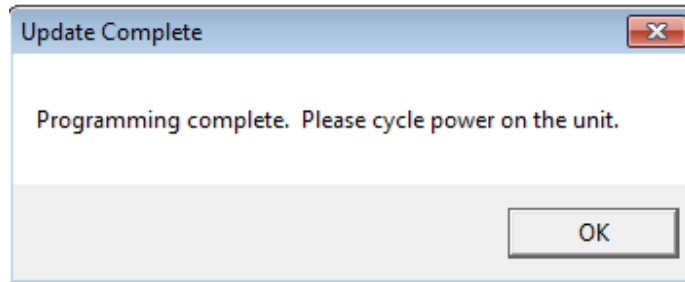 Update Complete
Programming complete.  Please cycle power on the unit.
OK